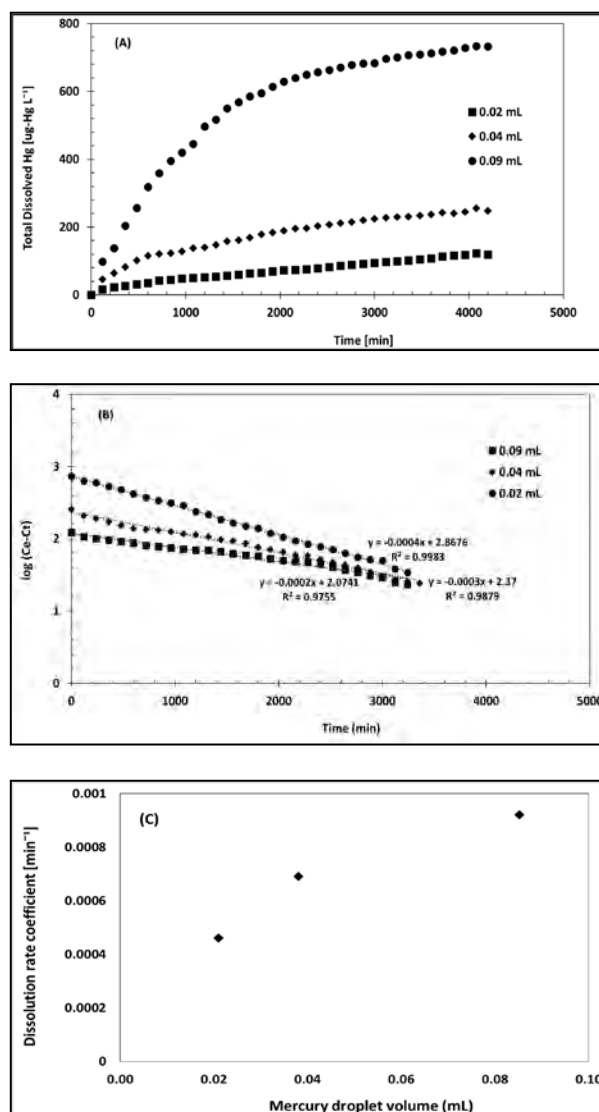 (A)
Total Dissolved Hg [ug-Hg L⁻¹]
800
600
400
200
0
0.02 mL
0.04 mL
0.09 mL
0 1000 2000 3000 4000 5000
Time [min]
(B)
log (Ce-Ct)
4
3
2
1
0
0.09 mL
0.04 mL
0.02 mL
y = -0.0004x + 2.8676
R² = 0.9983
y = -0.0002x + 2.0741
R² = 0.9755
y = -0.0003x + 2.37
R² = 0.9879
0 1000 2000 3000 4000 5000
Time (min)
(C)
Dissolution rate coefficient [min⁻¹]
0.001
0.0008
0.0006
0.0004
0.0002
0
0.00 0.02 0.04 0.06 0.08 0.10
Mercury droplet volume (mL)